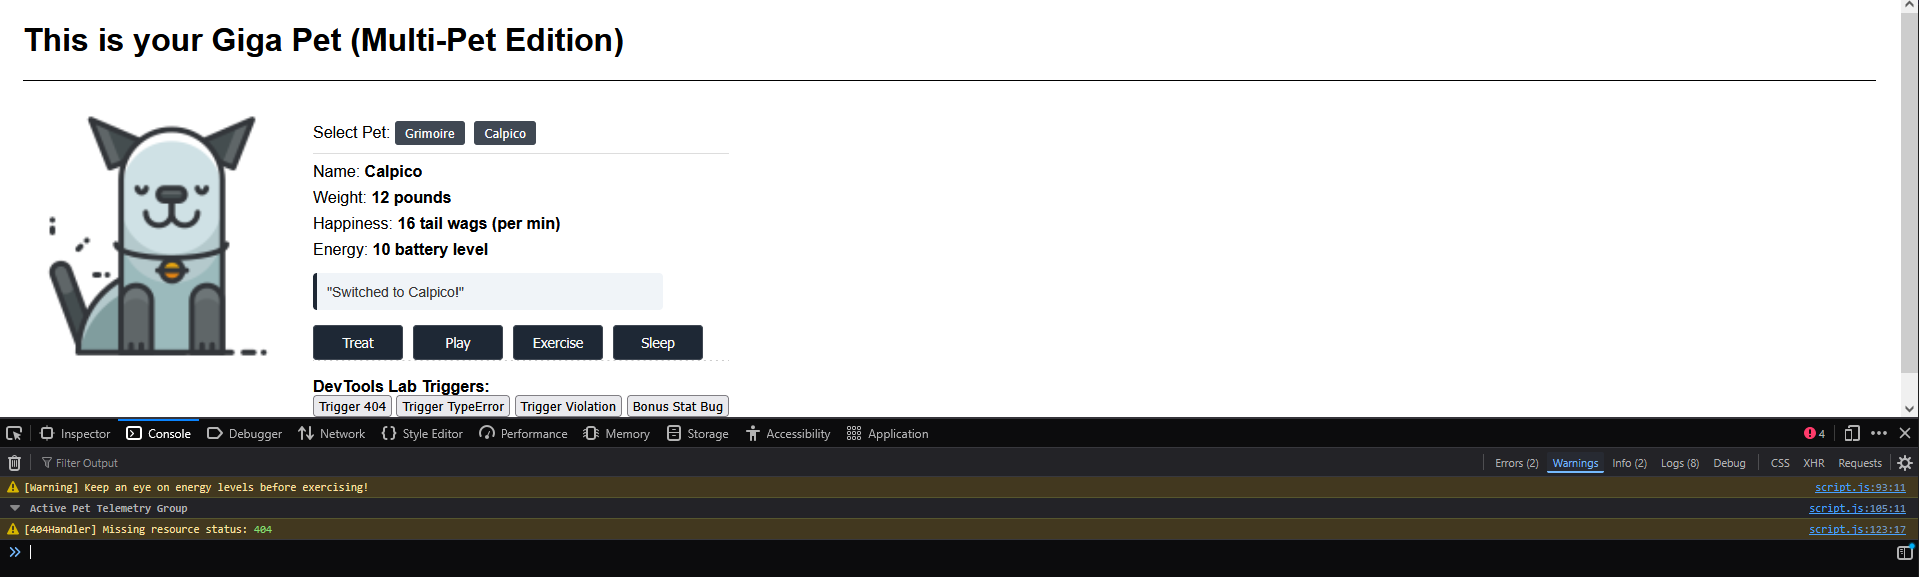 This is your Giga Pet (Multi-Pet Edition)
Select Pet: Grimoire Calpico
Name: Calpico
Weight: 12 pounds
Happiness: 16 tail wags (per min)
Energy: 10 battery level
"Switched to Calpico!"
Treat Play Exercise Sleep
DevTools Lab Triggers:
Trigger 404 Trigger TypeError Trigger Violation Bonus Stat Bug
Inspector Console Debugger Network Style Editor Performance Memory Storage Accessibility Application 4
Filter Output Errors (2) Warnings Info (2) Logs (8) Debug CSS XHR Requests
[Warning] Keep an eye on energy levels before exercising! script.js:93:11
Active Pet Telemetry Group script.js:105:11
[404Handler] Missing resource status: 404 script.js:123:17